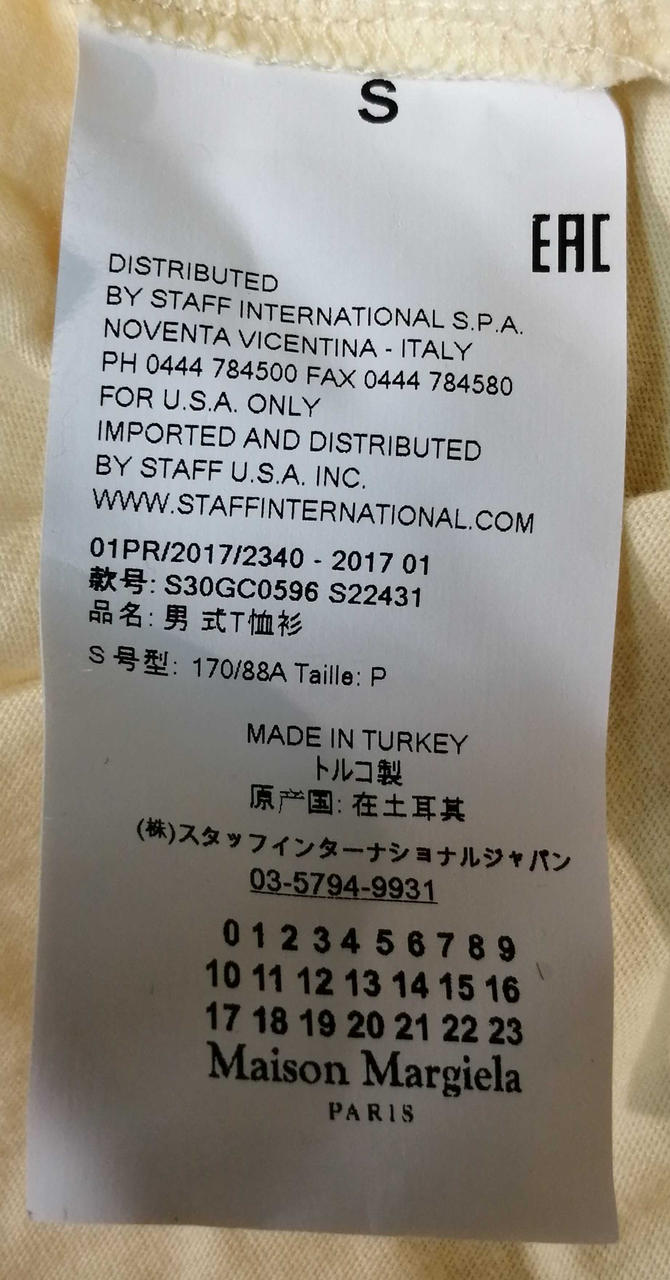 S
EAC
DISTRIBUTED
BY STAFF INTERNATIONAL S.P.A.
NOVENTA VICENTINA - ITALY
PH 0444 784500 FAX 0444 784580
FOR U.S.A. ONLY
IMPORTED AND DISTRIBUTED
BY STAFF U.S.A. INC.
WWW.STAFFINTERNATIONAL.COM
01PR/2017/2340 - 2017 01
款号: S30GC0596 S22431
品名: 男 式T恤衫
S 号型: 170/88A Taille: P
MADE IN TURKEY
トルコ製
原产国: 在土耳其
(株)スタッフインターナショナルジャパン
03-5794-9931
0 1 2 3 4 5 6 7 8 9
10 11 12 13 14 15 16
17 18 19 20 21 22 23
Maison Margiela
PARIS